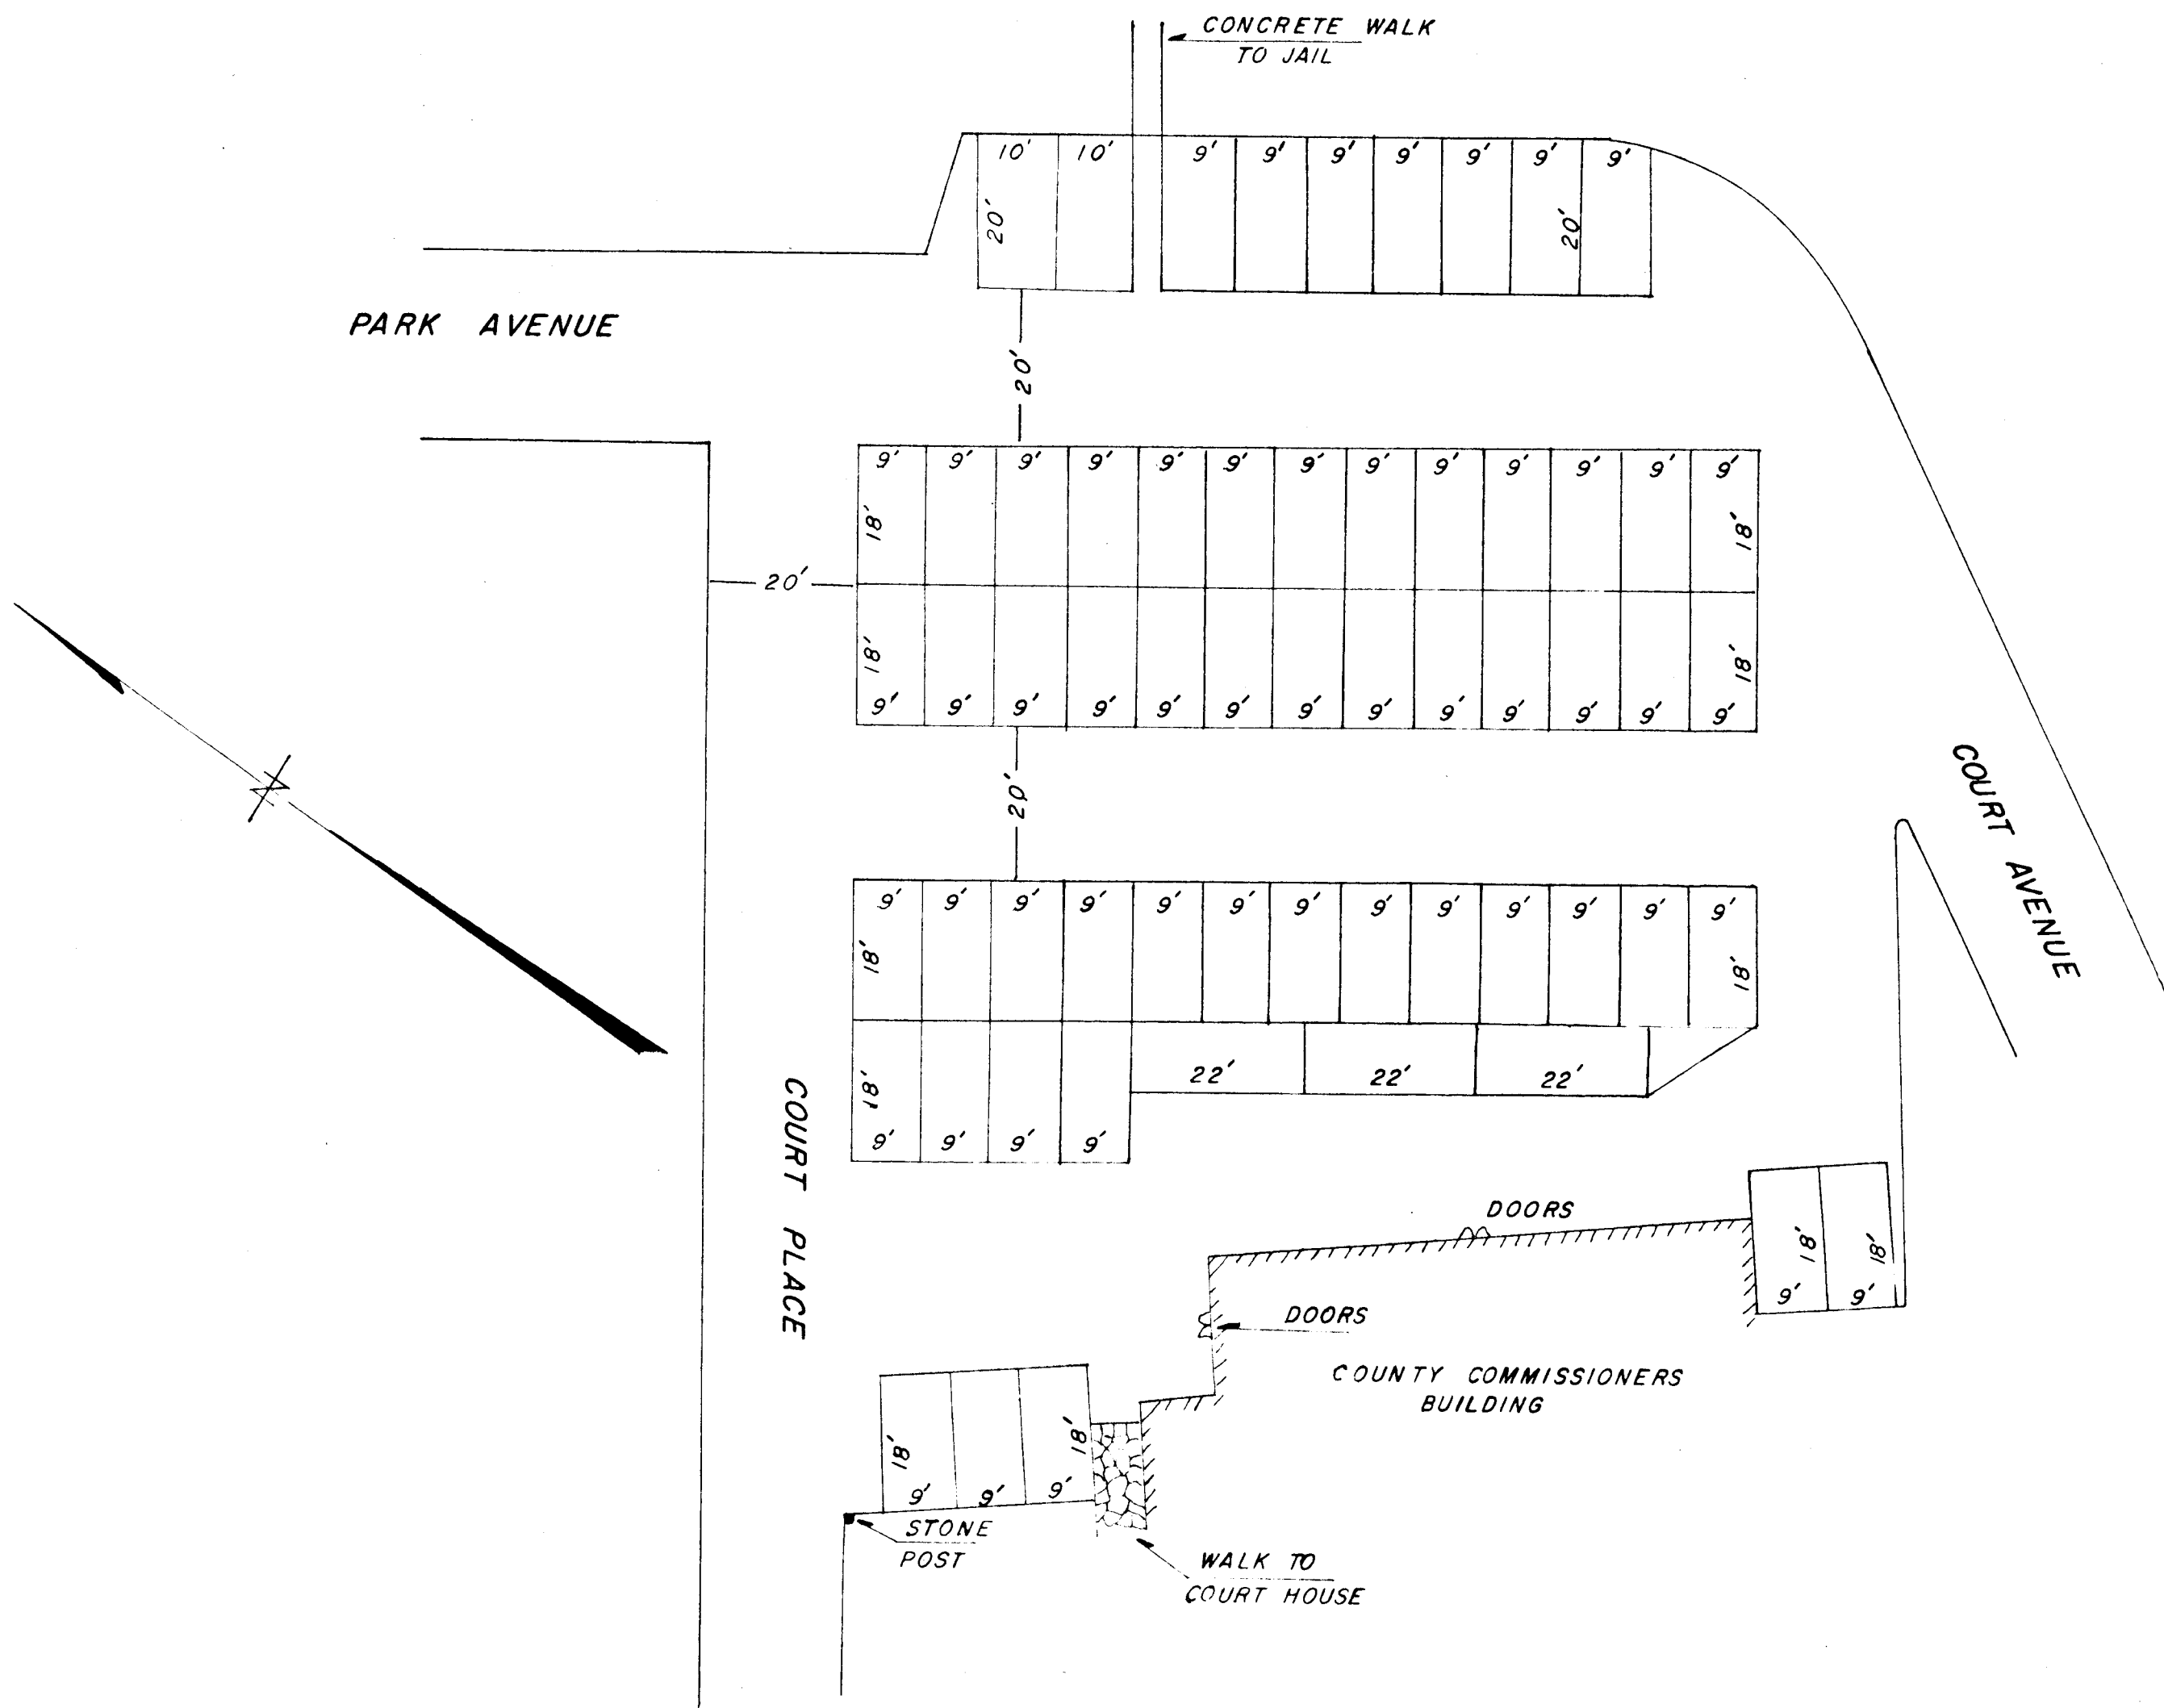 CONCRETE WALK
TO JAIL
10' 10' 9' 9' 9' 9' 9' 9' 9'
20' 20'
PARK AVENUE
20'
9' 9' 9' 9' 9' 9' 9' 9' 9' 9' 9' 9' 9'
18' 18'
20'
18' 18'
9' 9' 9' 9' 9' 9' 9' 9' 9' 9' 9' 9' 9'
N
20'
COURT AVENUE
9' 9' 9' 9' 9' 9' 9' 9' 9' 9' 9' 9' 9'
18' 18'
22' 22' 22'
18'
9' 9' 9' 9'
COURT PLACE
DOORS
18' 18'
9' 9'
DOORS
COUNTY COMMISSIONERS
BUILDING
18' 18'
9' 9' 9'
STONE
POST
WALK TO
COURT HOUSE